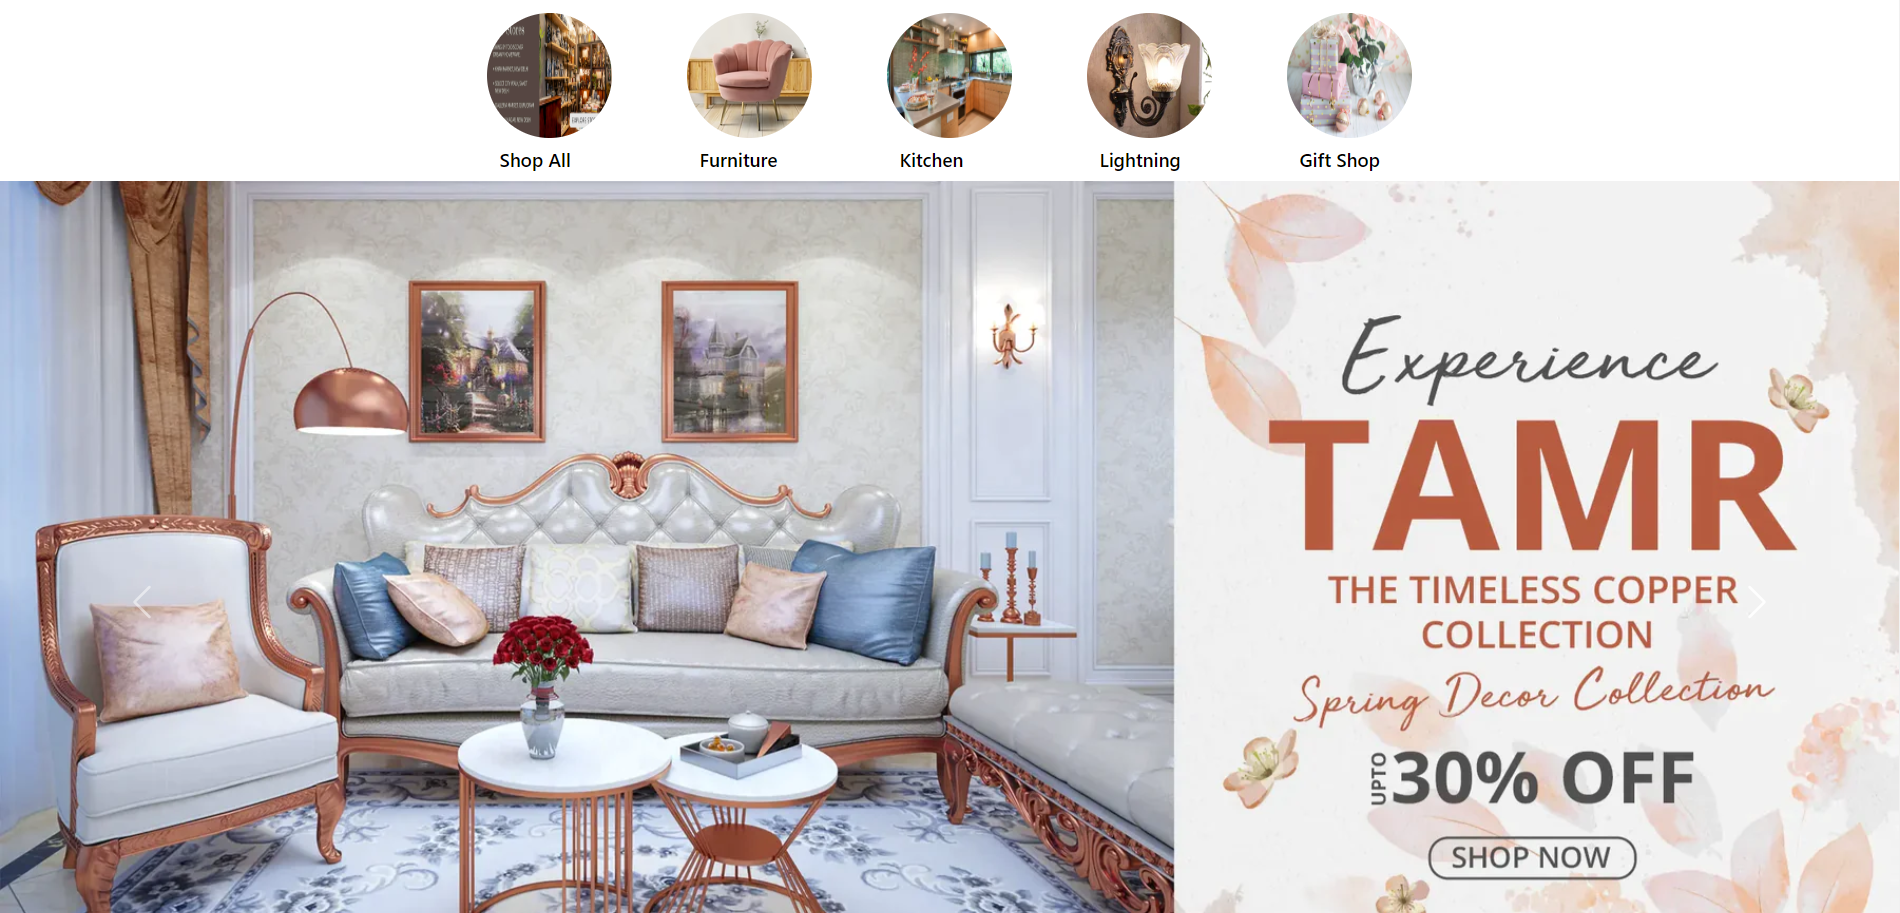 Shop All
Furniture
Kitchen
Lightning
Gift Shop
Experience
TAMR
THE TIMELESS COPPER
COLLECTION
Spring Decor Collection
UPTO
30% OFF
SHOP NOW